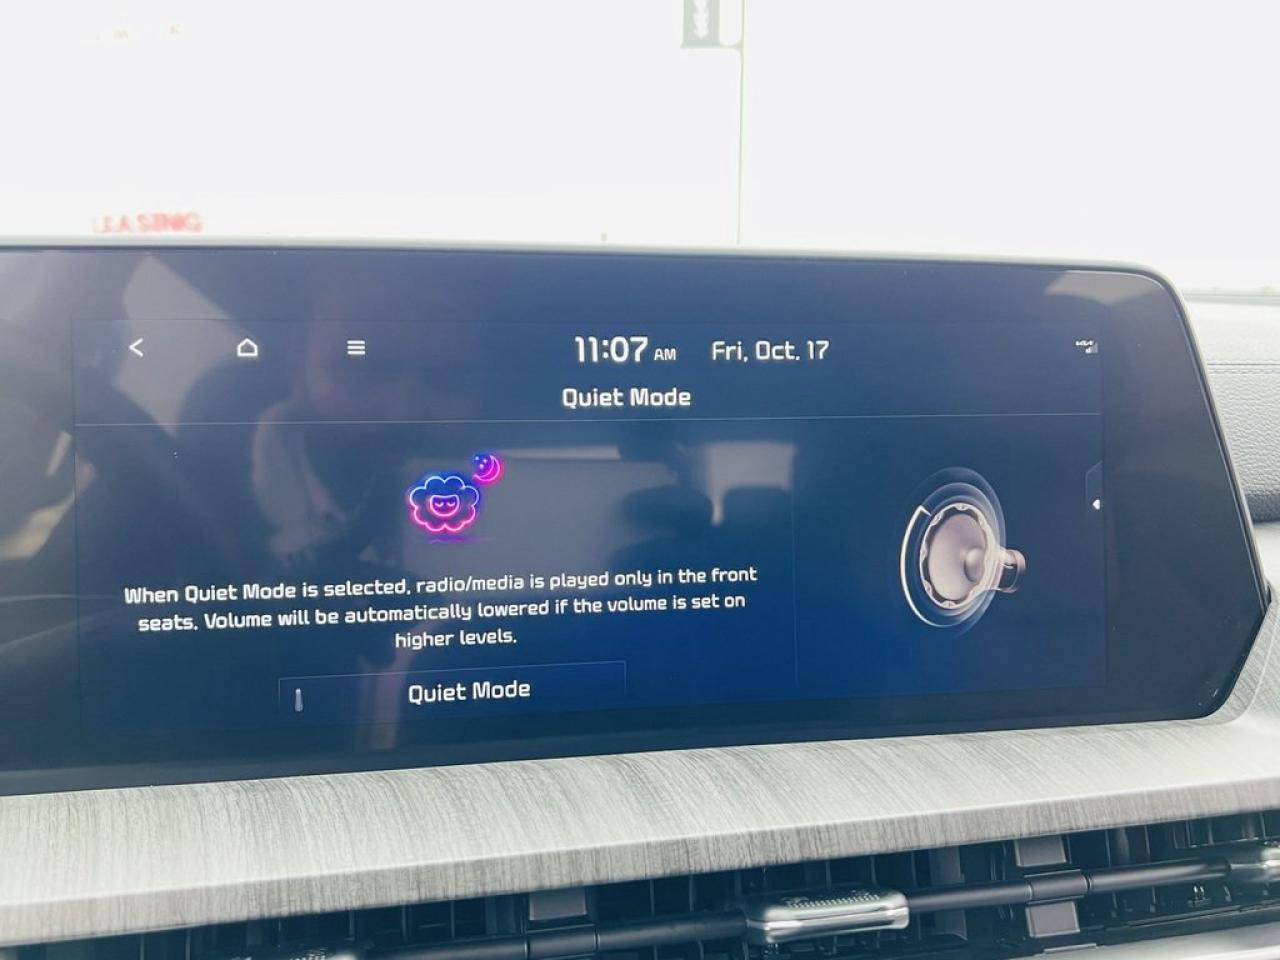 LEASING
11:07 AM Fri, Oct. 17
Quiet Mode
When Quiet Mode is selected, radio/media is played only in the front
seats. Volume will be automatically lowered if the volume is set on
higher levels.
Quiet Mode